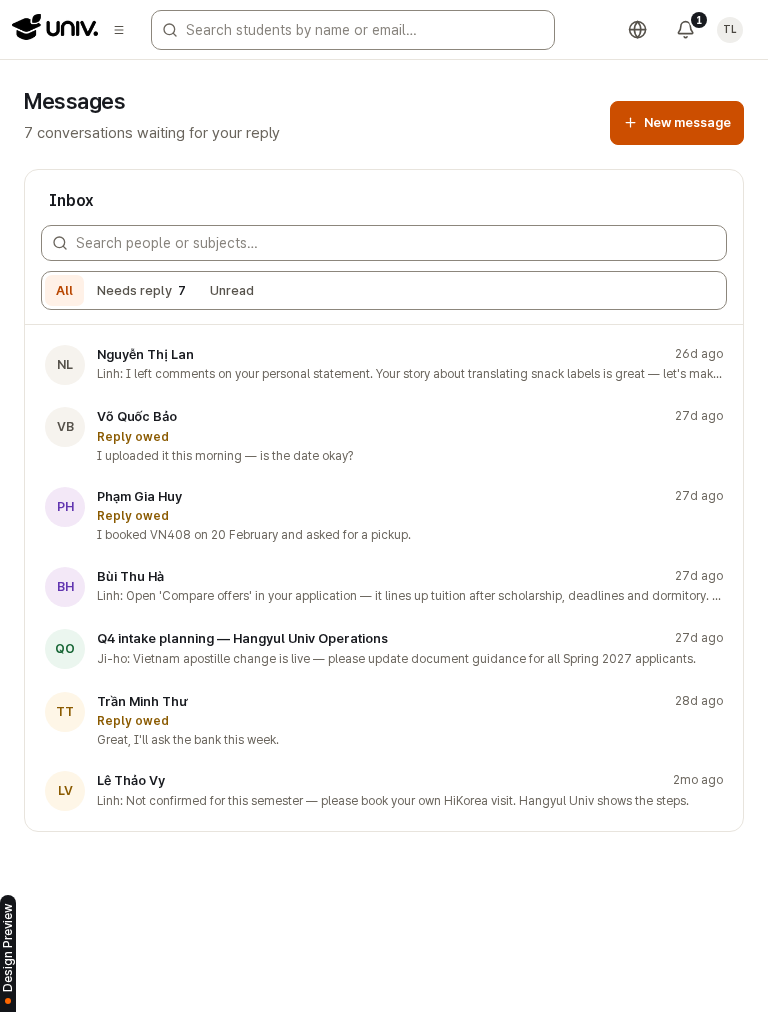 UNIV.
Search students by name or email...
1
TL
Messages
7 conversations waiting for your reply
New message
Inbox
Search people or subjects...
All
Needs reply 7
Unread
NL
Nguyễn Thị Lan
26d ago
Linh: I left comments on your personal statement. Your story about translating snack labels is great — let's mak...
VB
Võ Quốc Bảo
27d ago
Reply owed
I uploaded it this morning — is the date okay?
PH
Phạm Gia Huy
27d ago
Reply owed
I booked VN408 on 20 February and asked for a pickup.
BH
Bùi Thu Hà
27d ago
Linh: Open 'Compare offers' in your application — it lines up tuition after scholarship, deadlines and dormitory. ...
QO
Q4 intake planning — Hangyul Univ Operations
27d ago
Ji-ho: Vietnam apostille change is live — please update document guidance for all Spring 2027 applicants.
TT
Trần Minh Thư
28d ago
Reply owed
Great, I'll ask the bank this week.
LV
Lê Thảo Vy
2mo ago
Linh: Not confirmed for this semester — please book your own HiKorea visit. Hangyul Univ shows the steps.
Design Preview